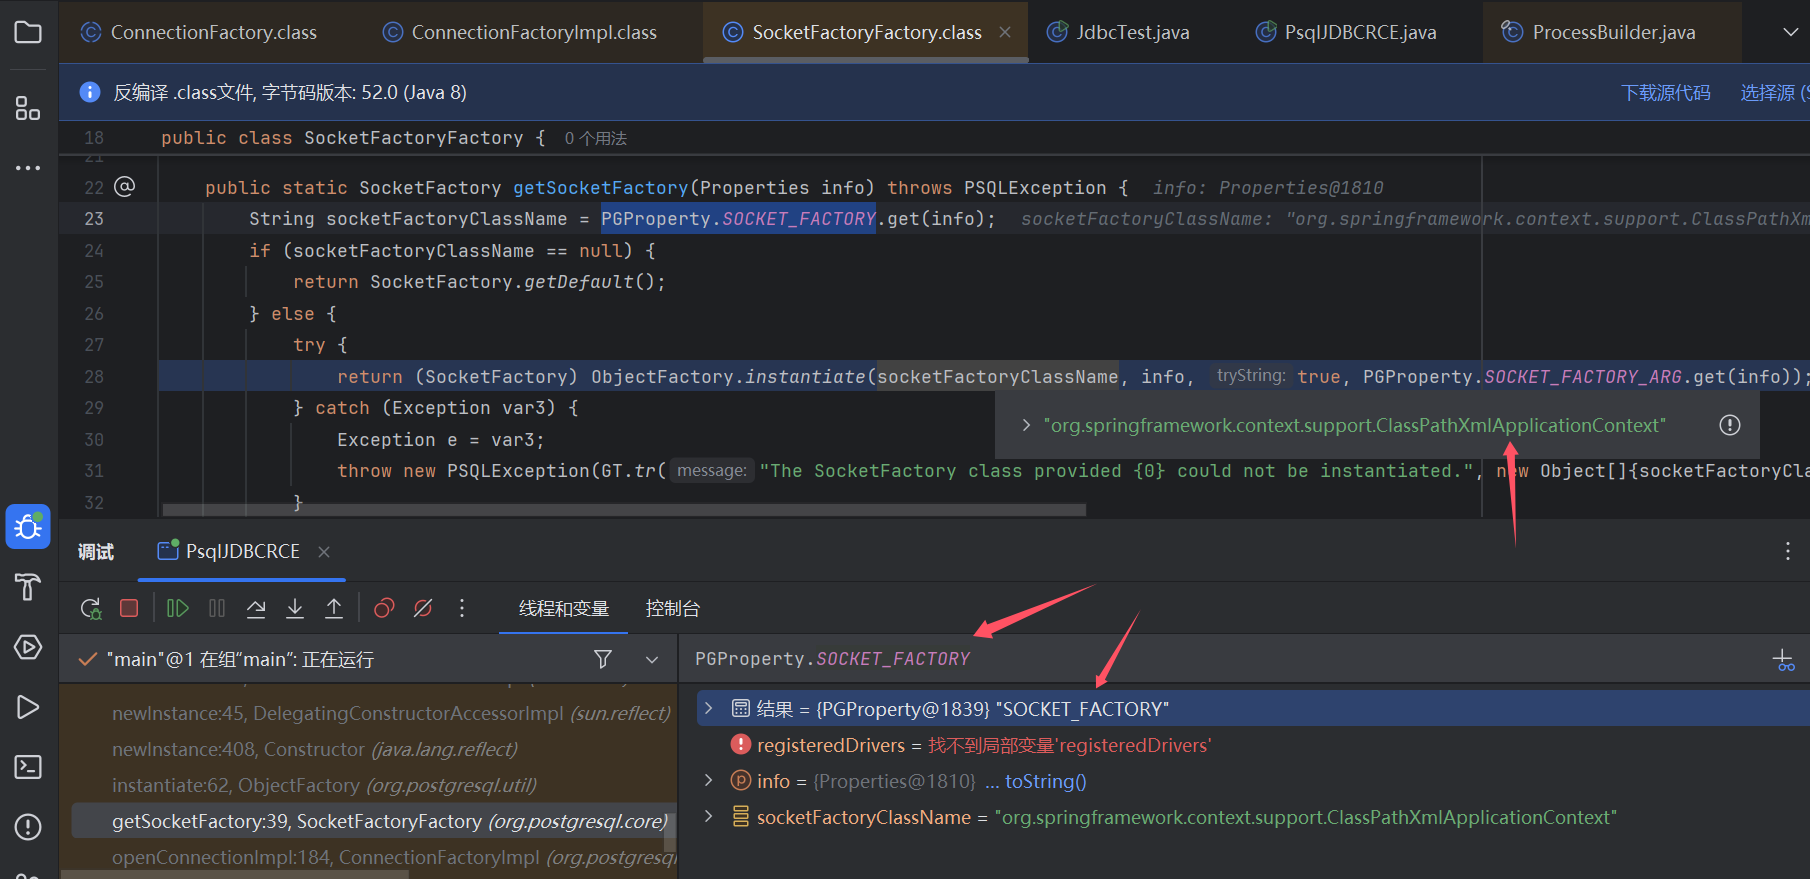 ConnectionFactory.class ConnectionFactoryImpl.class SocketFactoryFactory.class JdbcTest.java PsqlJDBCRCE.java ProcessBuilder.java
反编译 .class文件, 字节码版本: 52.0 (Java 8) 下载源代码 选择源 (S
18 public class SocketFactoryFactory { 0 个用法
21
22 public static SocketFactory getSocketFactory(Properties info) throws PSQLException { info: Properties@1810
23 String socketFactoryClassName = PGProperty.SOCKET_FACTORY.get(info); socketFactoryClassName: "org.springframework.context.support.ClassPathXm
24 if (socketFactoryClassName == null) {
25 return SocketFactory.getDefault();
26 } else {
27 try {
28 return (SocketFactory) ObjectFactory.instantiate(socketFactoryClassName, info, tryString: true, PGProperty.SOCKET_FACTORY_ARG.get(info));
29 } catch (Exception var3) {
"org.springframework.context.support.ClassPathXmlApplicationContext"
30 Exception e = var3;
31 throw new PSQLException(GT.tr( message: "The SocketFactory class provided {0} could not be instantiated.", new Object[]{socketFactoryCla
32 }
调试 PsqlJDBCRCE
线程和变量 控制台
"main"@1 在组"main": 正在运行
PGProperty.SOCKET_FACTORY
newInstance:45, DelegatingConstructorAccessorImpl (sun.reflect)
newInstance:408, Constructor (java.lang.reflect)
instantiate:62, ObjectFactory (org.postgresql.util)
getSocketFactory:39, SocketFactoryFactory (org.postgresql.core)
openConnectionImpl:184, ConnectionFactoryImpl (org.postgresql
结果 = {PGProperty@1839} "SOCKET_FACTORY"
registeredDrivers = 找不到局部变量'registeredDrivers'
info = {Properties@1810} ... toString()
socketFactoryClassName = "org.springframework.context.support.ClassPathXmlApplicationContext"